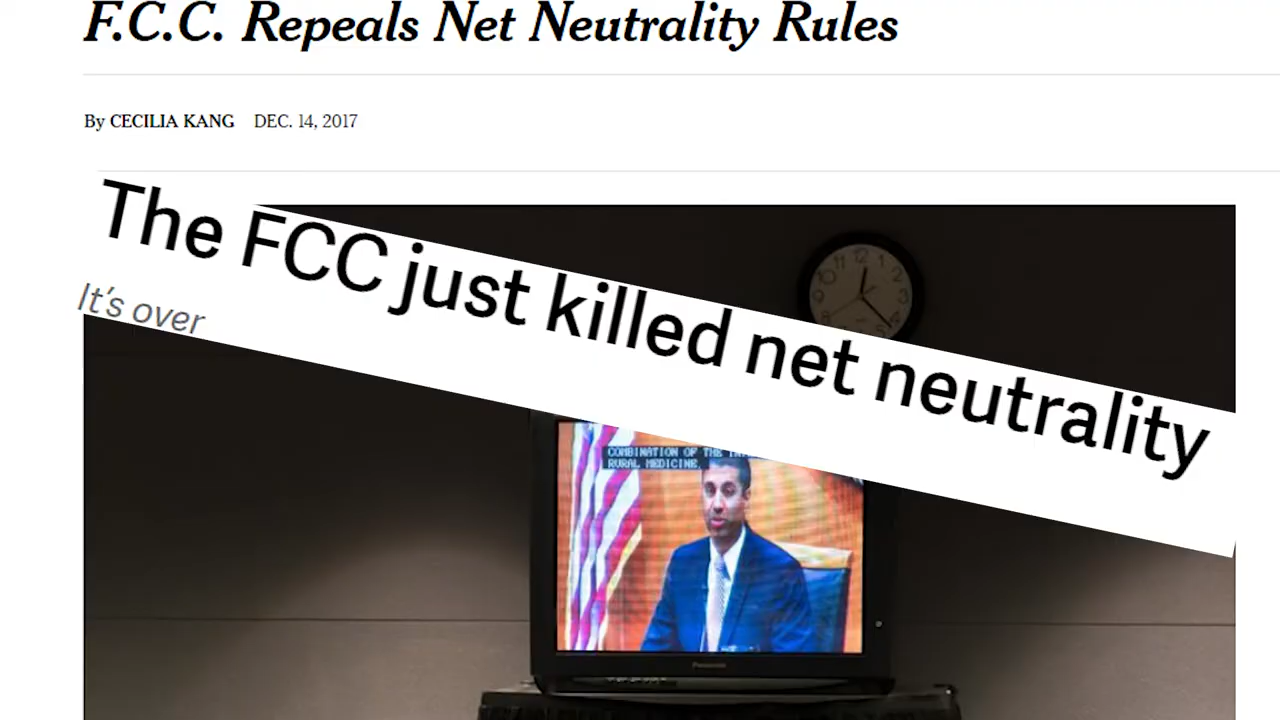 F.C.C. Repeals Net Neutrality Rules
By CECILIA KANG DEC. 14, 2017
The FCC just killed net neutrality
It's over
COMBINATION OF THE
RURAL MEDICINE.
Panasonic